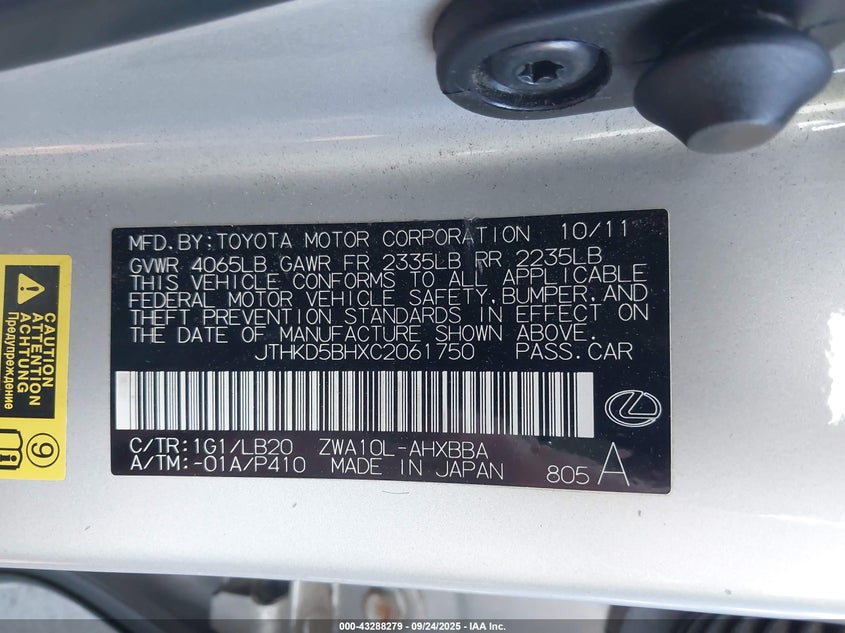 MFD.BY:TOYOTA MOTOR CORPORATION 10/11
GVWR 4065LB GAWR FR 2335LB RR 2235LB
THIS VEHICLE CONFORMS TO ALL APPLICABLE
FEDERAL MOTOR VEHICLE SAFETY,BUMPER,AND
THEFT PREVENTION STANDARDS IN EFFECT ON
THE DATE OF MANUFACTURE SHOWN ABOVE.
JTHKD5BHXC2061750 PASS.CAR
C/TR:1G1/LB20 ZWA10L-AHXBBA
A/TM:-01A/P410 MADE IN JAPAN 805 A
CAUTION
ATTENTION
ACHTUNG
Предупреждение
9
000-43288279 - 09/24/2025 - IAA Inc.